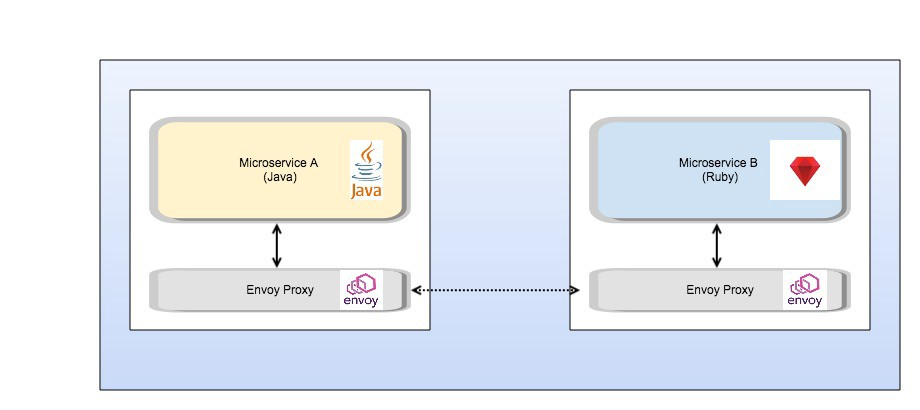 Microservice A
(Java)
Java
Envoy Proxy
envoy
Microservice B
(Ruby)
Envoy Proxy
envoy